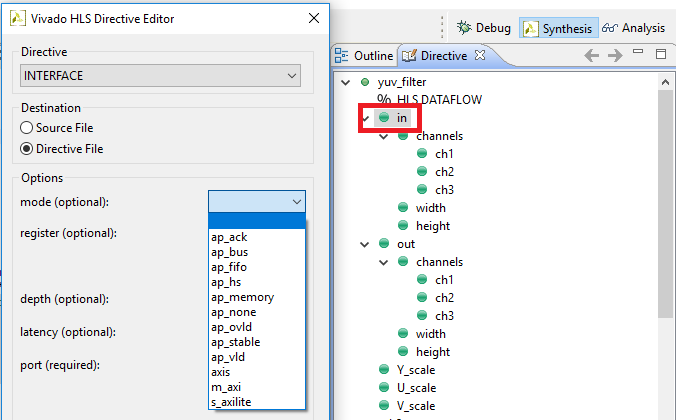 Vivado HLS Directive Editor
Directive
INTERFACE
Destination
Source File
Directive File
Options
mode (optional):
register (optional):
depth (optional):
latency (optional):
port (required):
ap_ack
ap_bus
ap_fifo
ap_hs
ap_memory
ap_none
ap_ovld
ap_stable
ap_vld
axis
m_axi
s_axilite
Debug
Synthesis
Analysis
Outline
Directive
yuv_filter
% HLS DATAFLOW
in
channels
ch1
ch2
ch3
width
height
out
channels
ch1
ch2
ch3
width
height
Y_scale
U_scale
V_scale